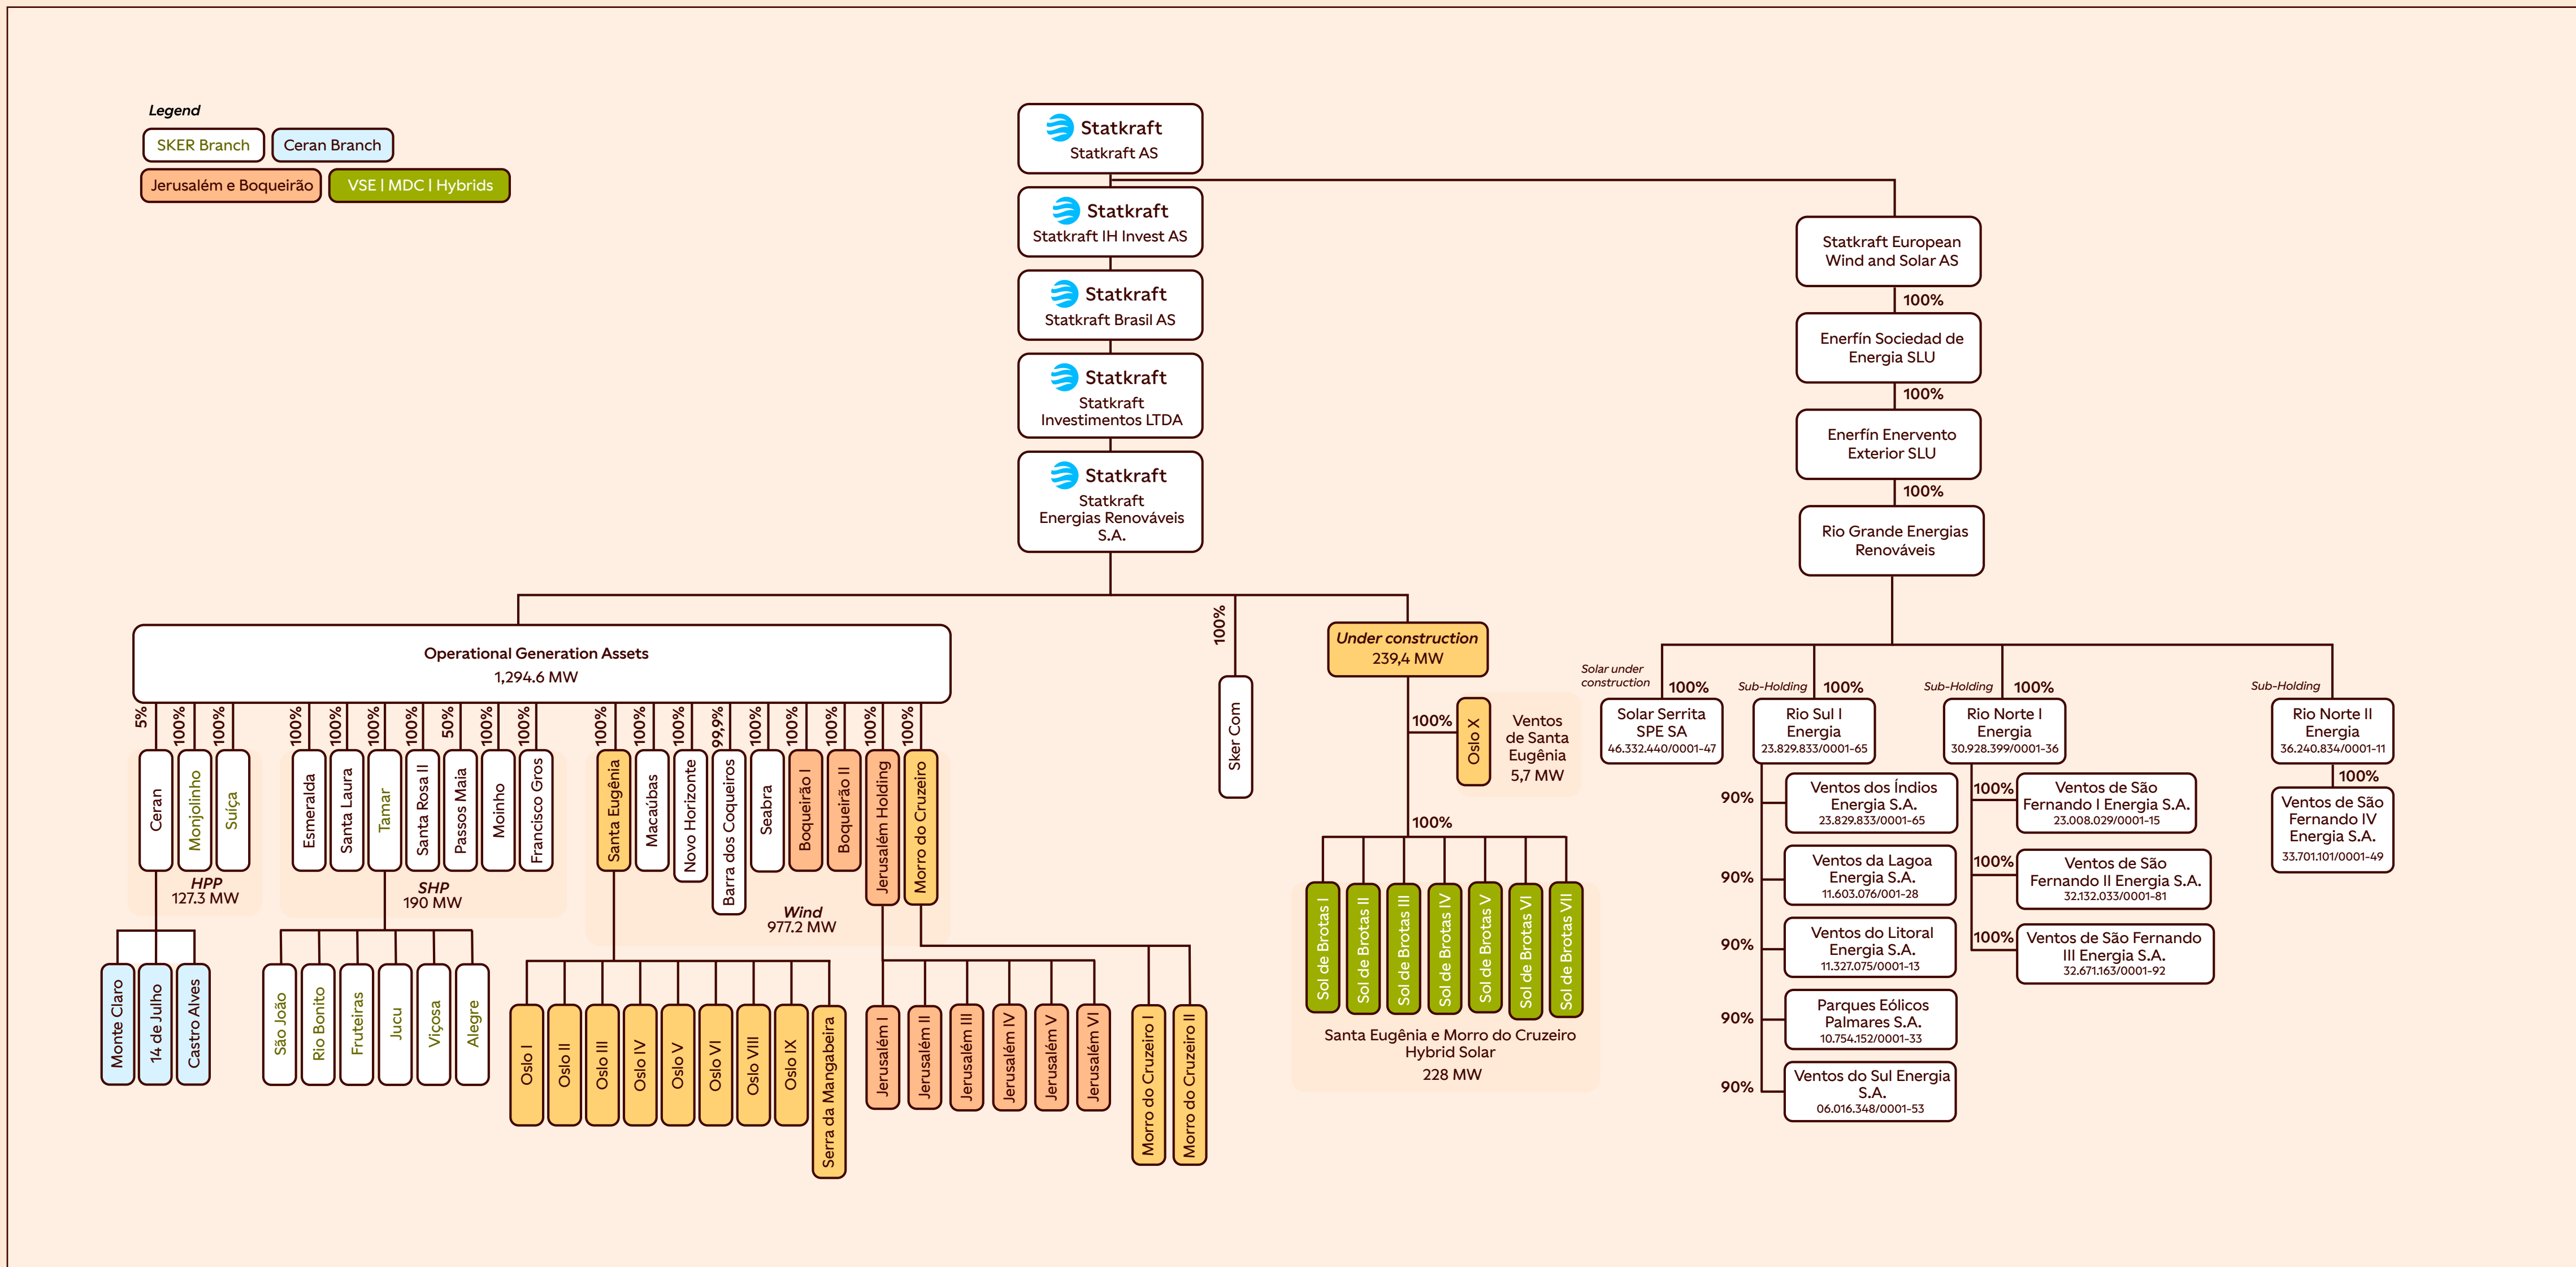 Legend
SKER Branch
Ceran Branch
Jerusalém e Boqueirão
VSE | MDC | Hybrids
Statkraft
Statkraft AS
Statkraft
Statkraft IH Invest AS
Statkraft
Statkraft Brasil AS
Statkraft
Statkraft
Investimentos LTDA
Statkraft
Statkraft
Energias Renováveis
S.A.
Statkraft European
Wind and Solar AS
100%
Enerfín Sociedad de
Energia SLU
100%
Enerfín Enervento
Exterior SLU
100%
Rio Grande Energias
Renováveis
Operational Generation Assets
1,294.6 MW
5%
100%
100%
100%
100%
100%
100%
50%
100%
100%
100%
100%
100%
99,9%
100%
100%
100%
100%
100%
Ceran
Monjolinho
Suíça
HPP
127.3 MW
Esmeralda
Santa Laura
Tamar
Santa Rosa II
Passos Maia
Moinho
Francisco Gros
SHP
190 MW
Santa Eugênia
Macaúbas
Novo Horizonte
Barra dos Coqueiros
Seabra
Boqueirão I
Boqueirão II
Jerusalém Holding
Morro do Cruzeiro
Wind
977.2 MW
Monte Claro
14 de Julho
Castro Alves
São João
Rio Bonito
Fruteiras
Jucu
Viçosa
Alegre
Oslo I
Oslo II
Oslo III
Oslo IV
Oslo V
Oslo VI
Oslo VIII
Oslo IX
Serra da Mangabeira
Jerusalém I
Jerusalém II
Jerusalém III
Jerusalém IV
Jerusalém V
Jerusalém VI
Morro do Cruzeiro I
Morro do Cruzeiro II
100%
Sker Com
Under construction
239,4 MW
100%
Oslo X
Ventos
de Santa
Eugênia
5,7 MW
100%
Sol de Brotas I
Sol de Brotas II
Sol de Brotas III
Sol de Brotas IV
Sol de Brotas V
Sol de Brotas VI
Sol de Brotas VII
Santa Eugênia e Morro do Cruzeiro
Hybrid Solar
228 MW
Solar under
construction
100%
Solar Serrita
SPE SA
46.332.440/0001-47
Sub-Holding
100%
Rio Sul I
Energia
23.829.833/0001-65
90%
Ventos dos Índios
Energia S.A.
23.829.833/0001-65
90%
Ventos da Lagoa
Energia S.A.
11.603.076/001-28
90%
Ventos do Litoral
Energia S.A.
11.327.075/0001-13
90%
Parques Eólicos
Palmares S.A.
10.754.152/0001-33
90%
Ventos do Sul Energia
S.A.
06.016.348/0001-53
Sub-Holding
100%
Rio Norte I
Energia
30.928.399/0001-36
100%
Ventos de São
Fernando I Energia S.A.
23.008.029/0001-15
100%
Ventos de São
Fernando II Energia S.A.
32.132.033/0001-81
100%
Ventos de São Fernando
III Energia S.A.
32.671.163/0001-92
Sub-Holding
Rio Norte II
Energia
36.240.834/0001-11
100%
Ventos de São
Fernando IV
Energia S.A.
33.701.101/0001-49